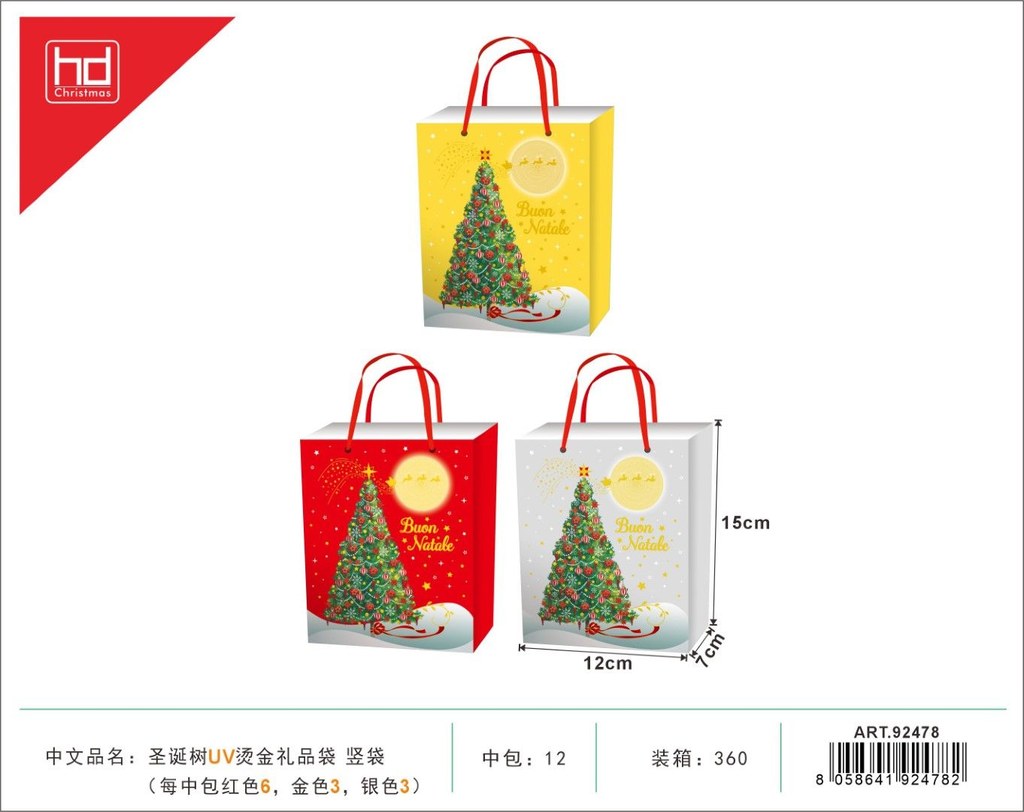 hd
Christmas
Buon
Natale
Buon
Natale
Buon
Natale
15cm
12cm
7cm
中文品名：圣诞树UV烫金礼品袋 竖袋
（每中包红色6，金色3，银色3）
中包：12
装箱：360
ART.92478
8 058641 924782